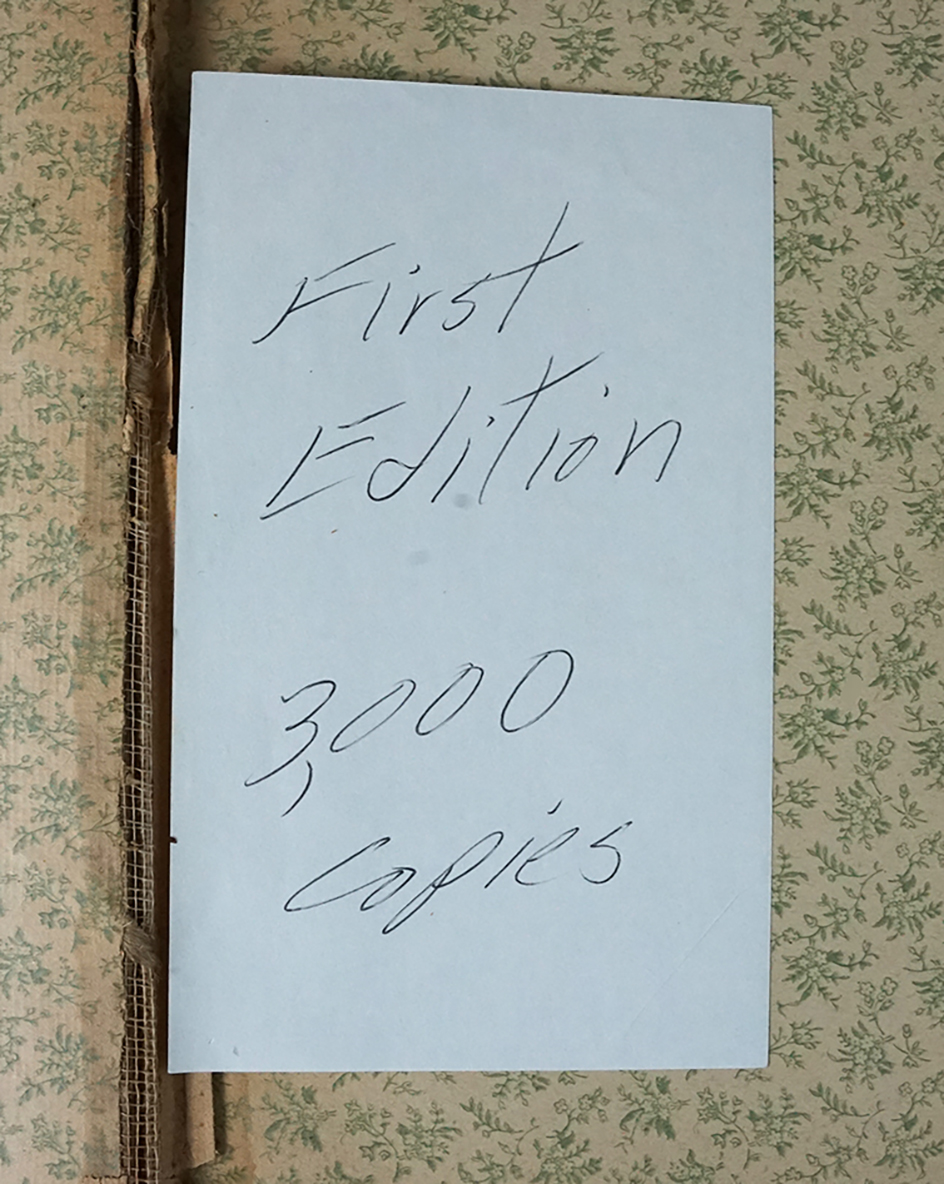 First
Edition
3,000
Copies